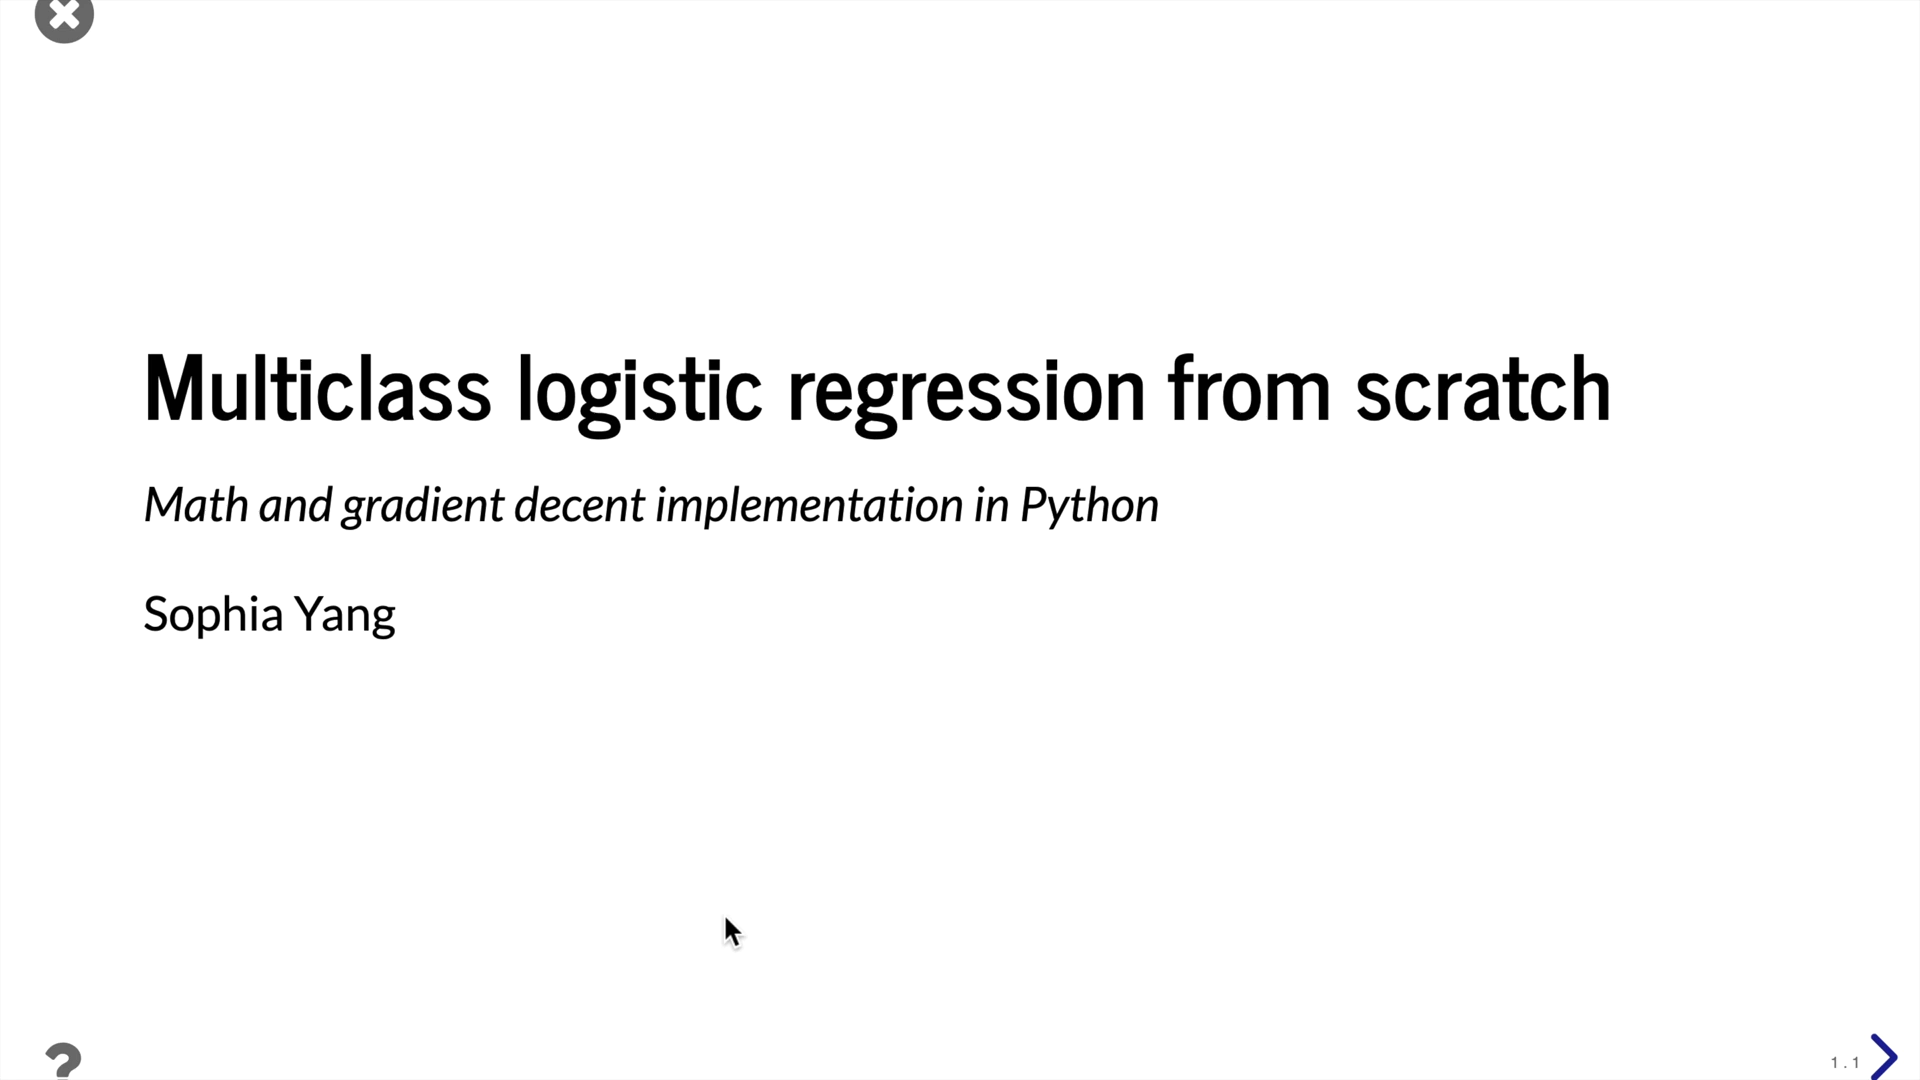 Multiclass logistic regression from scratch
Math and gradient decent implementation in Python
Sophia Yang
?
1.1